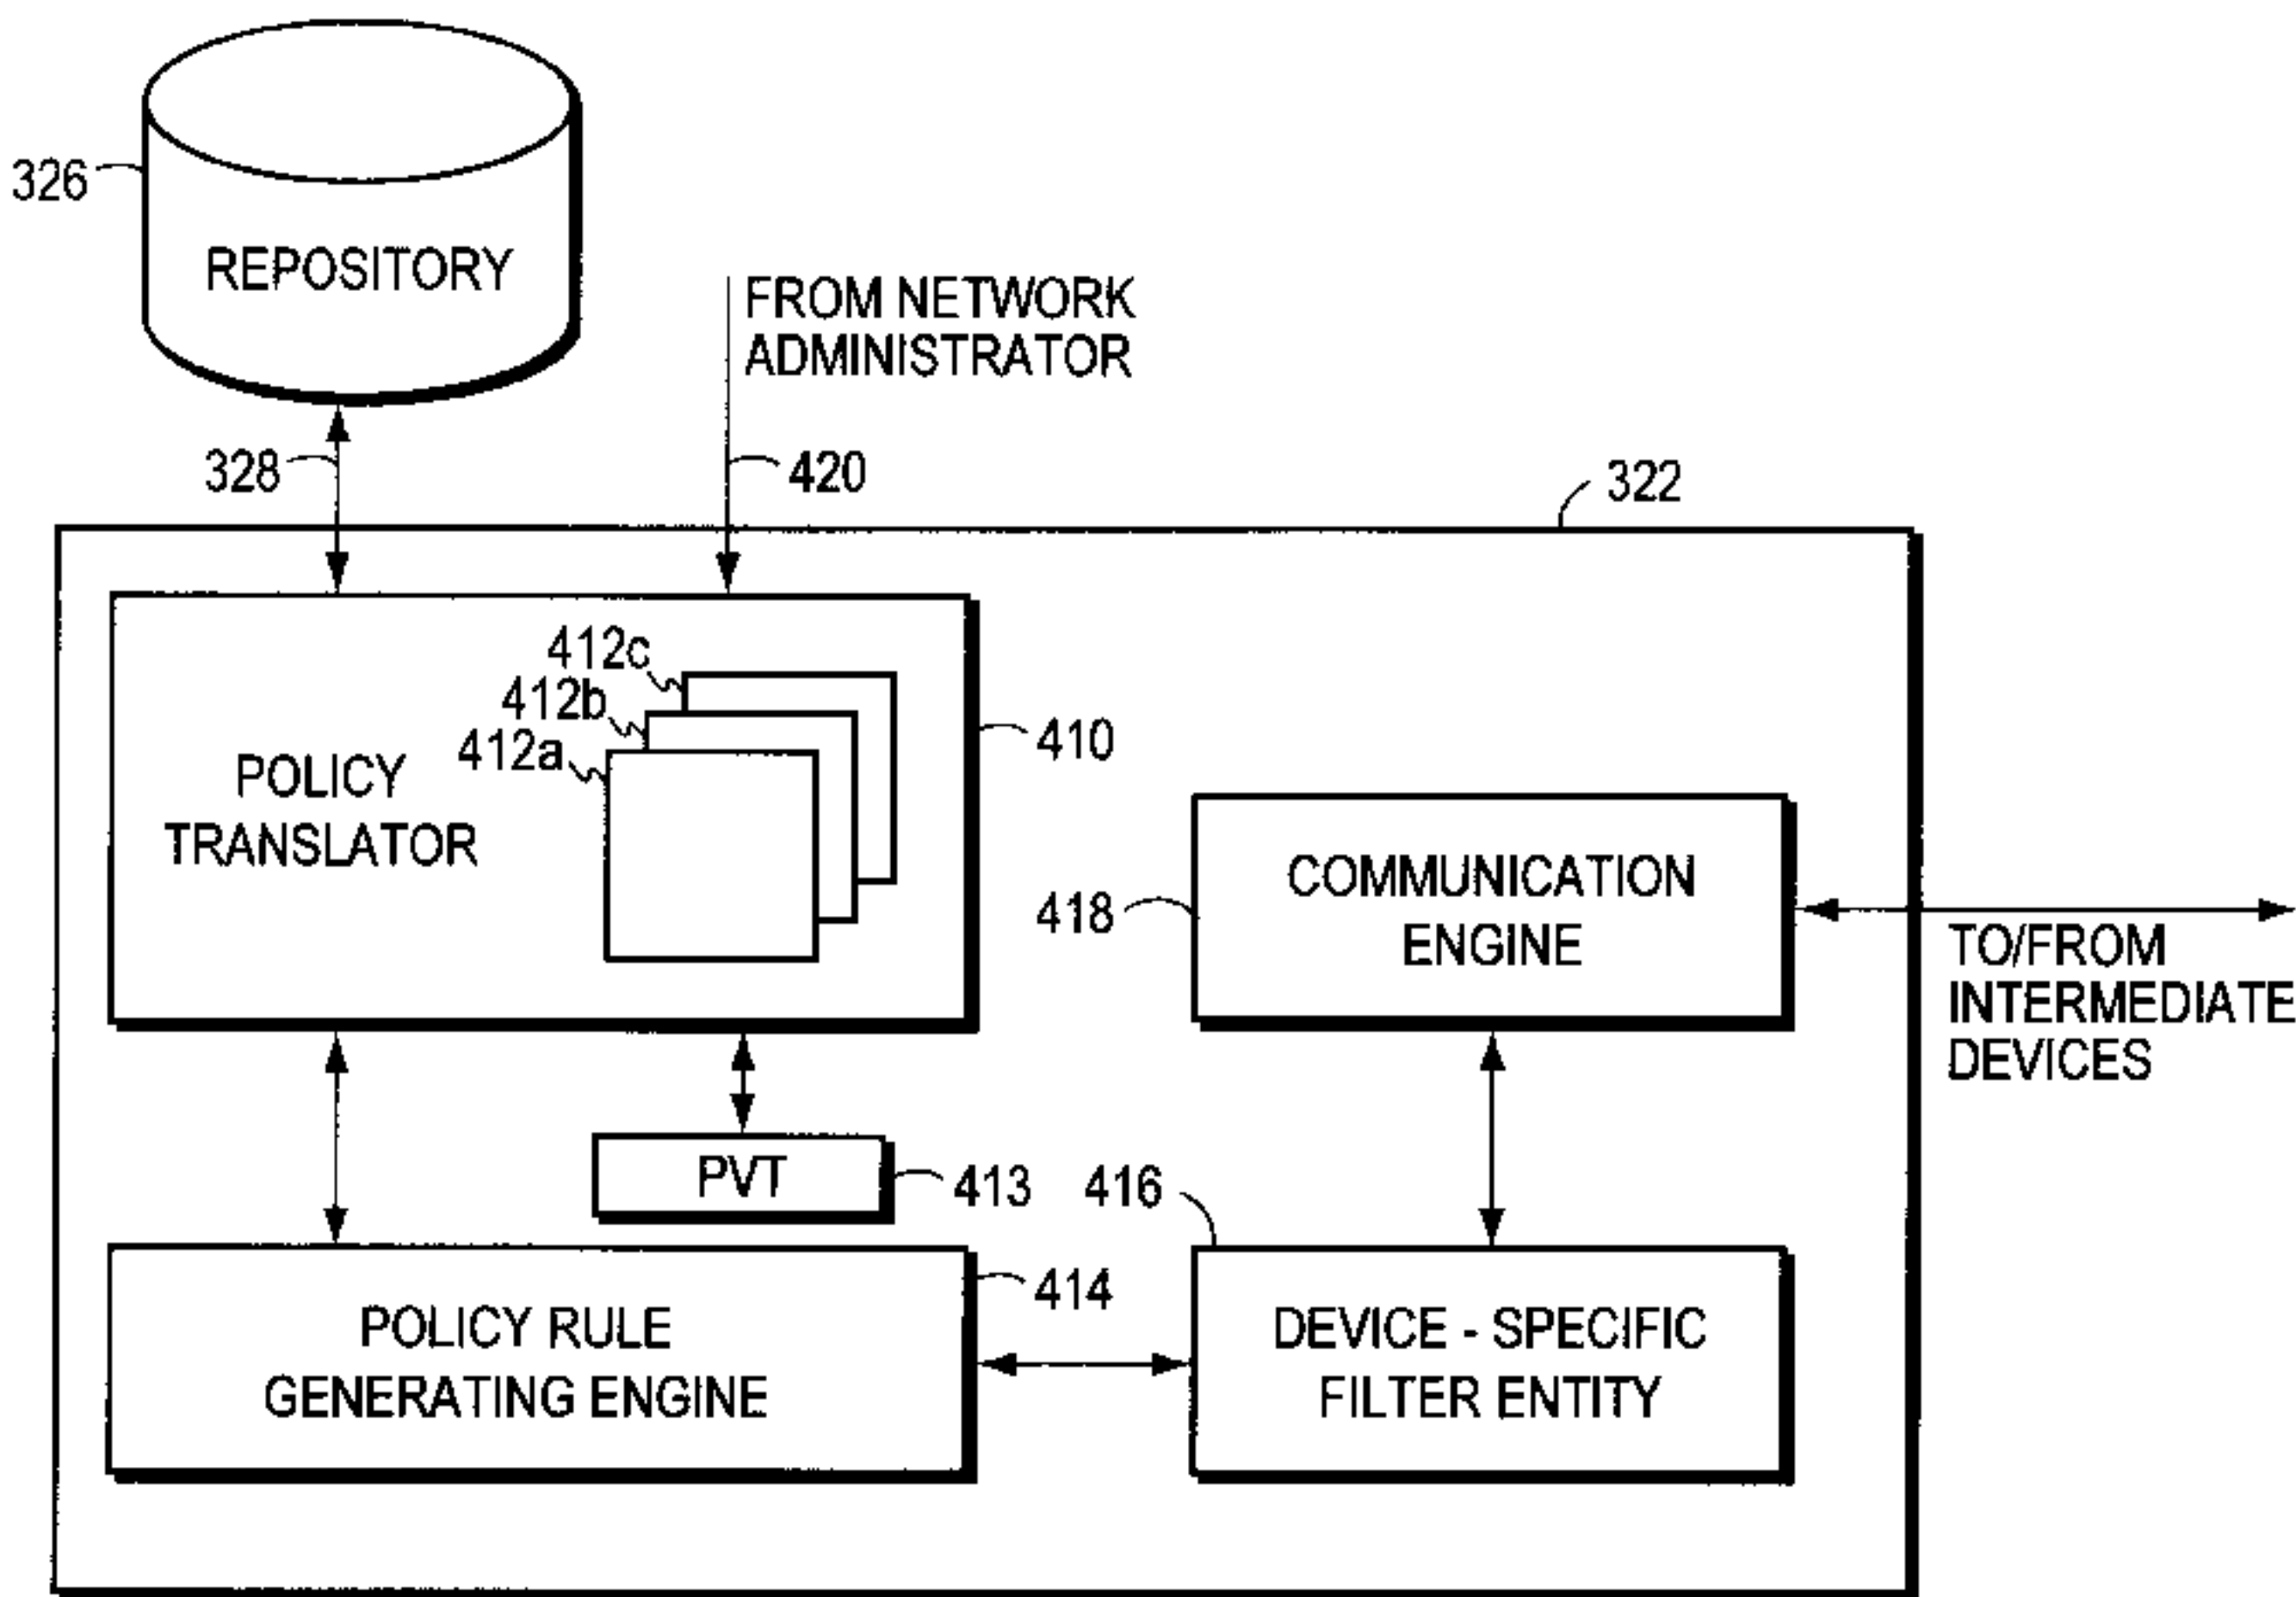 326
REPOSITORY
FROM NETWORK
ADMINISTRATOR
328
420
322
412c
412b
412a
410
POLICY
TRANSLATOR
COMMUNICATION
ENGINE
418
TO/FROM
INTERMEDIATE
DEVICES
PVT
413
416
414
POLICY RULE
GENERATING ENGINE
DEVICE - SPECIFIC
FILTER ENTITY